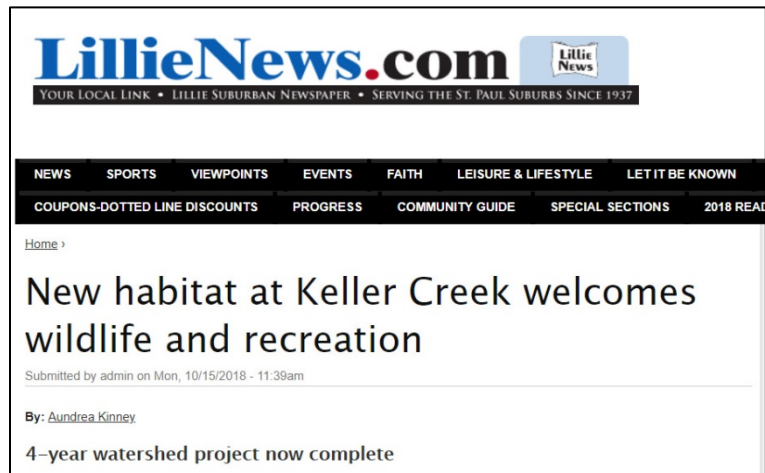 LillieNews.com
Lillie
News
YOUR LOCAL LINK • LILLIE SUBURBAN NEWSPAPER • SERVING THE ST. PAUL SUBURBS SINCE 1937
NEWS SPORTS VIEWPOINTS EVENTS FAITH LEISURE & LIFESTYLE LET IT BE KNOWN
COUPONS-DOTTED LINE DISCOUNTS PROGRESS COMMUNITY GUIDE SPECIAL SECTIONS 2018 READ
Home ›
New habitat at Keller Creek welcomes
wildlife and recreation
Submitted by admin on Mon, 10/15/2018 - 11:39am
By: Aundrea Kinney
4-year watershed project now complete